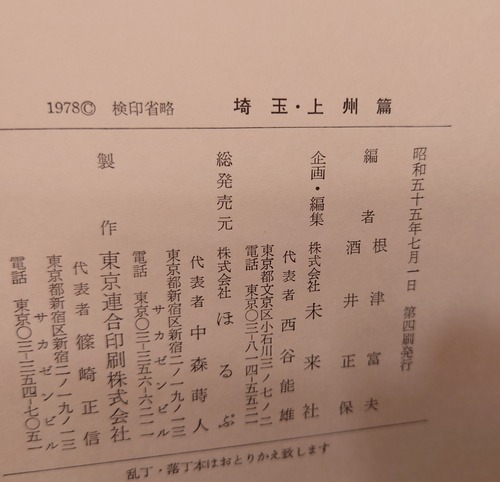 埼玉・上州篇
1978© 検印省略
昭和五十五年七月一日 第四刷発行
編者 根津富夫
酒井正保
企画・編集 株式会社 未来社
代表者 西谷能雄
東京都文京区小石川三ノ七ノ二
電話 東京〇三-八一四-五五二一
総発売元 株式会社 ほるぷ
代表者 中森蒔人
東京都新宿区新宿二ノ一九ノ一三
サカゼンビル
電話 東京〇三-三五六-六二一一
製作 東京連合印刷株式会社
代表者 篠崎正信
東京都新宿区新宿二ノ一九ノ一三
サカゼンビル
電話 東京〇三-三五四-七〇五一
乱丁・落丁本はおとりかえ致します